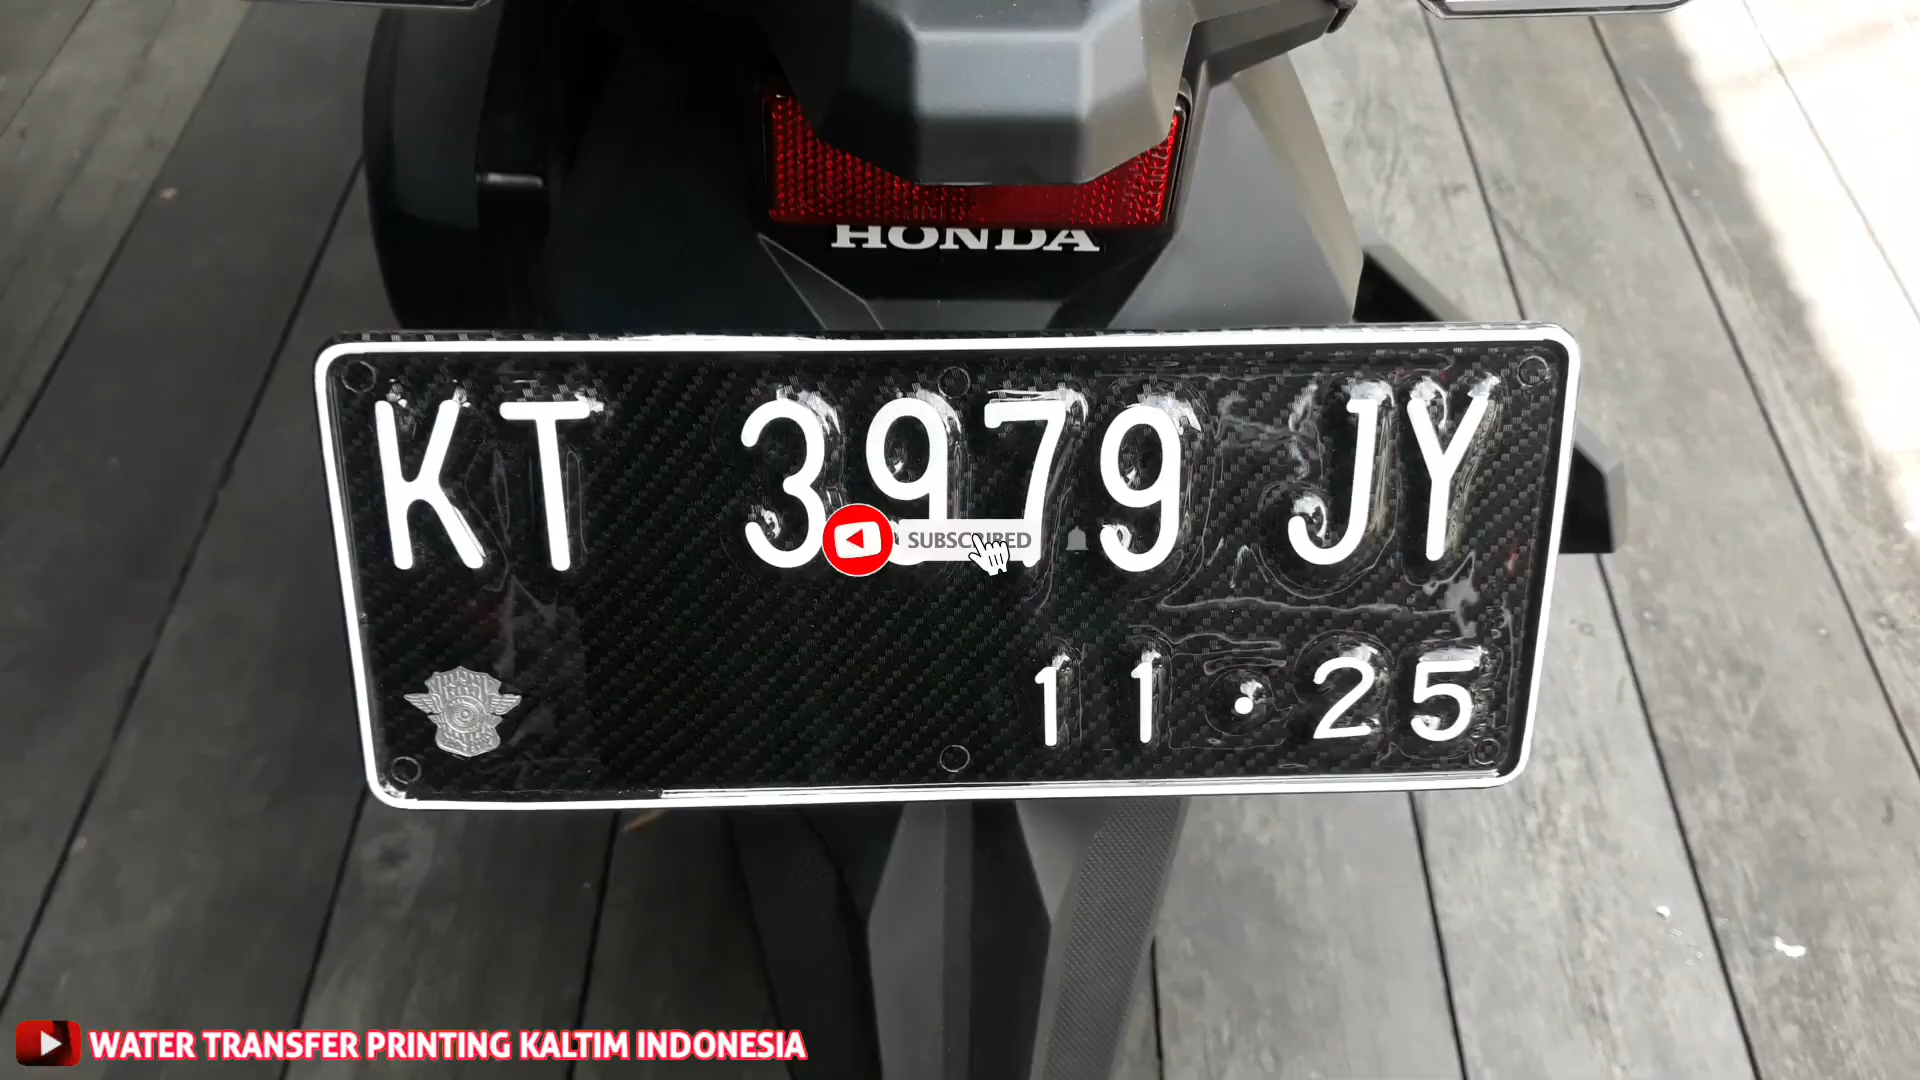 HONDA
KT 3979 JY
SUBSCRIBED
11·25
WATER TRANSFER PRINTING KALTIM INDONESIA